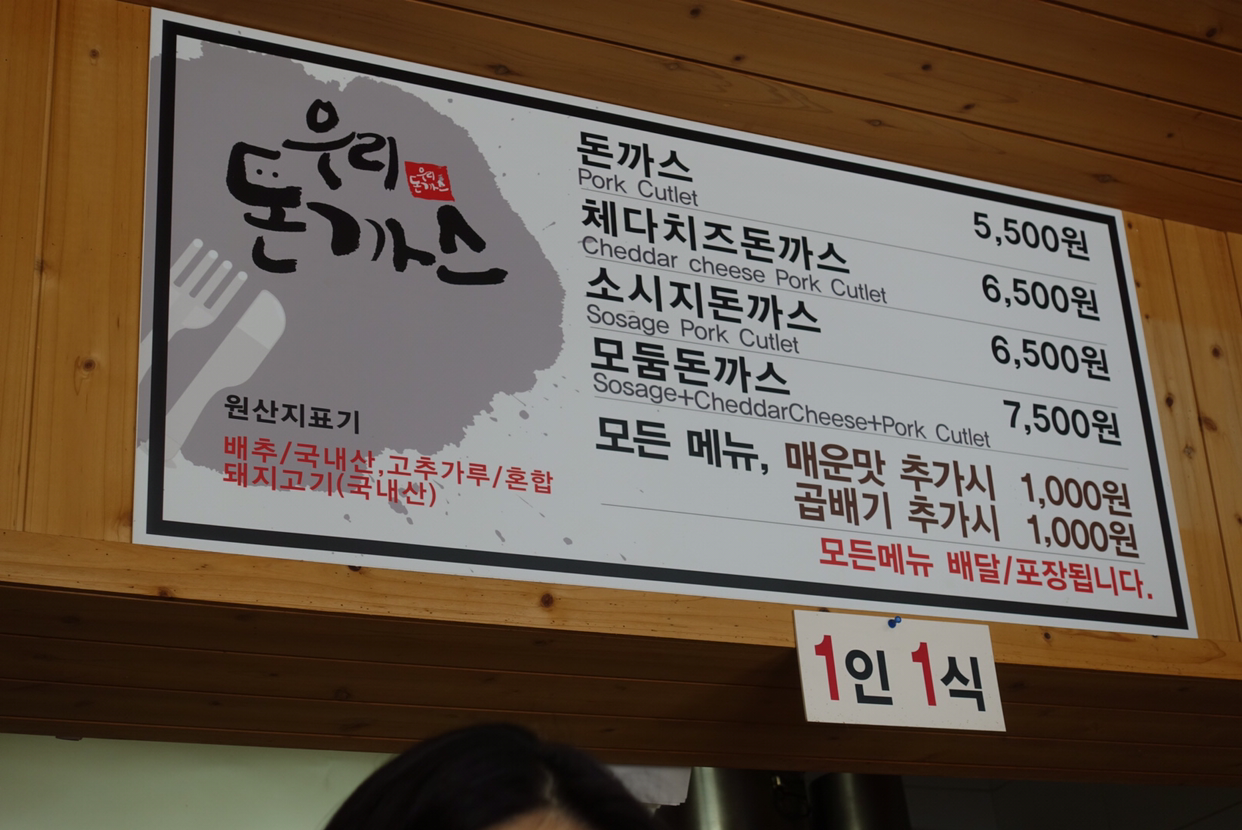 우리
돈까스
우리
돈까스
돈까스
Pork Cutlet
5,500원
체다치즈돈까스
Cheddar cheese Pork Cutlet
6,500원
소시지돈까스
Sosage Pork Cutlet
6,500원
모둠돈까스
Sosage+CheddarCheese+Pork Cutlet
7,500원
모든 메뉴, 매운맛 추가시 1,000원
곱배기 추가시 1,000원
모든메뉴 배달/포장됩니다.
원산지표기
배추/국내산,고추가루/혼합
돼지고기(국내산)
1인 1식